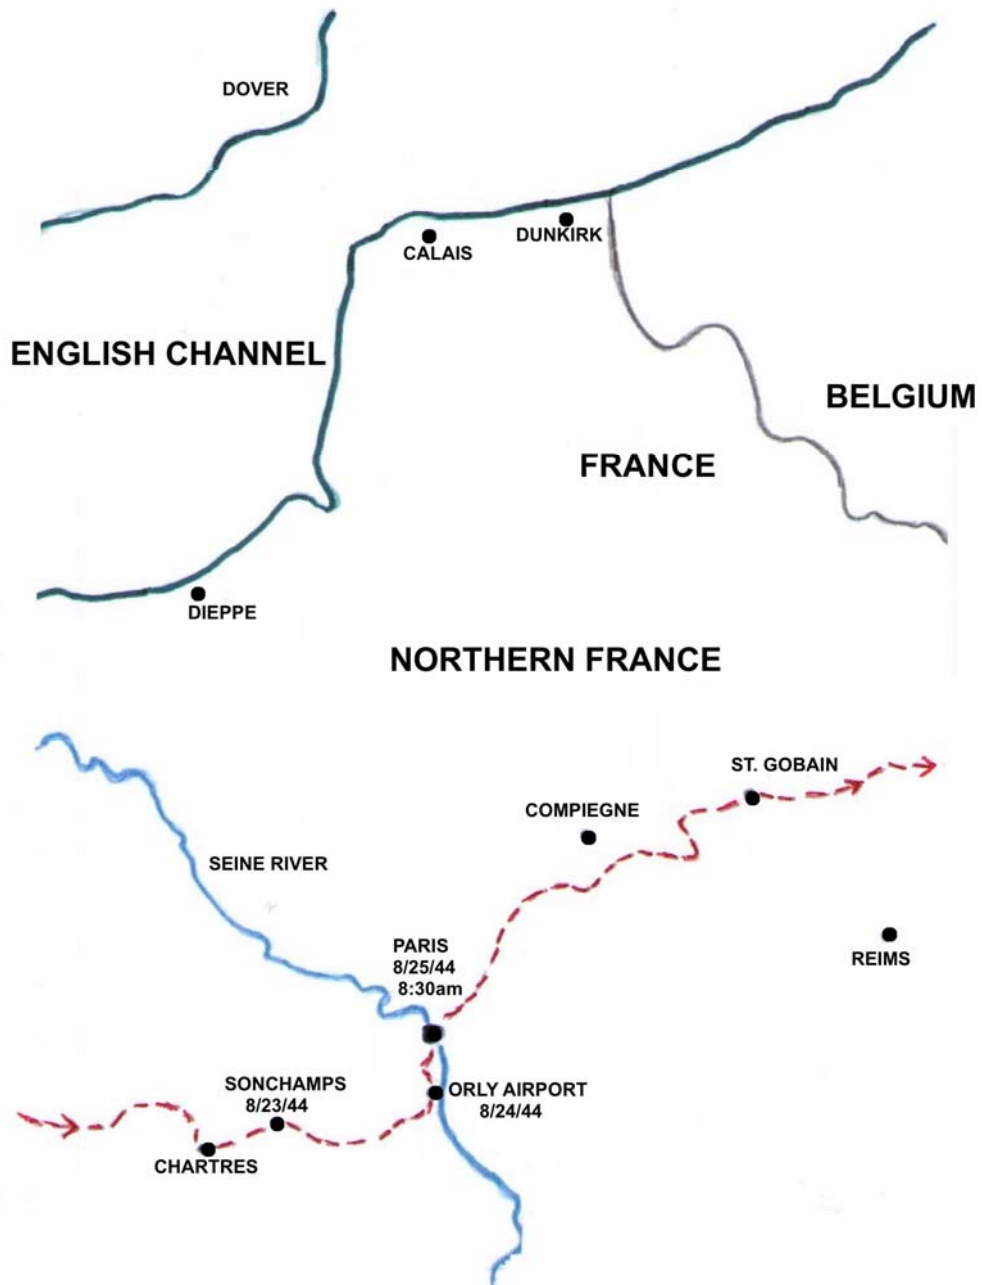 DOVER
CALAIS
DUNKIRK
ENGLISH CHANNEL
BELGIUM
FRANCE
DIEPPE
NORTHERN FRANCE
ST. GOBAIN
COMPIEGNE
SEINE RIVER
PARIS
8/25/44
8:30am
REIMS
SONCHAMPS
8/23/44
ORLY AIRPORT
8/24/44
CHARTRES